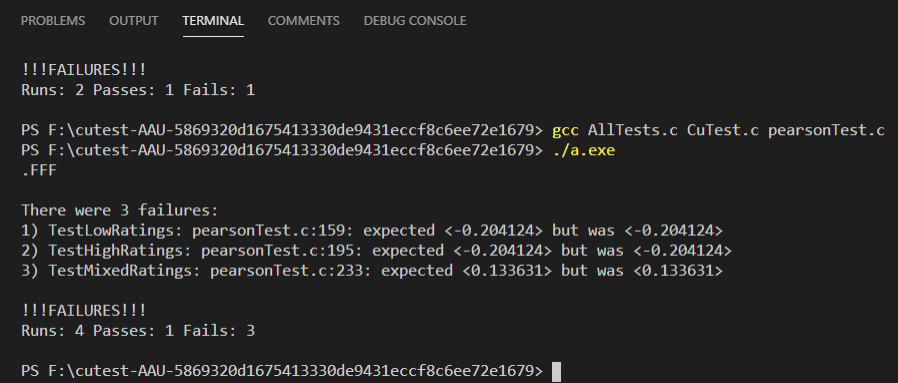 PROBLEMS OUTPUT TERMINAL COMMENTS DEBUG CONSOLE
!!!FAILURES!!!
Runs: 2 Passes: 1 Fails: 1
PS F:\cutest-AAU-5869320d1675413330de9431eccf8c6ee72e1679> gcc AllTests.c CuTest.c pearsonTest.c
PS F:\cutest-AAU-5869320d1675413330de9431eccf8c6ee72e1679> ./a.exe
.FFF
There were 3 failures:
1) TestLowRatings: pearsonTest.c:159: expected <-0.204124> but was <-0.204124>
2) TestHighRatings: pearsonTest.c:195: expected <-0.204124> but was <-0.204124>
3) TestMixedRatings: pearsonTest.c:233: expected <0.133631> but was <0.133631>
!!!FAILURES!!!
Runs: 4 Passes: 1 Fails: 3
PS F:\cutest-AAU-5869320d1675413330de9431eccf8c6ee72e1679>